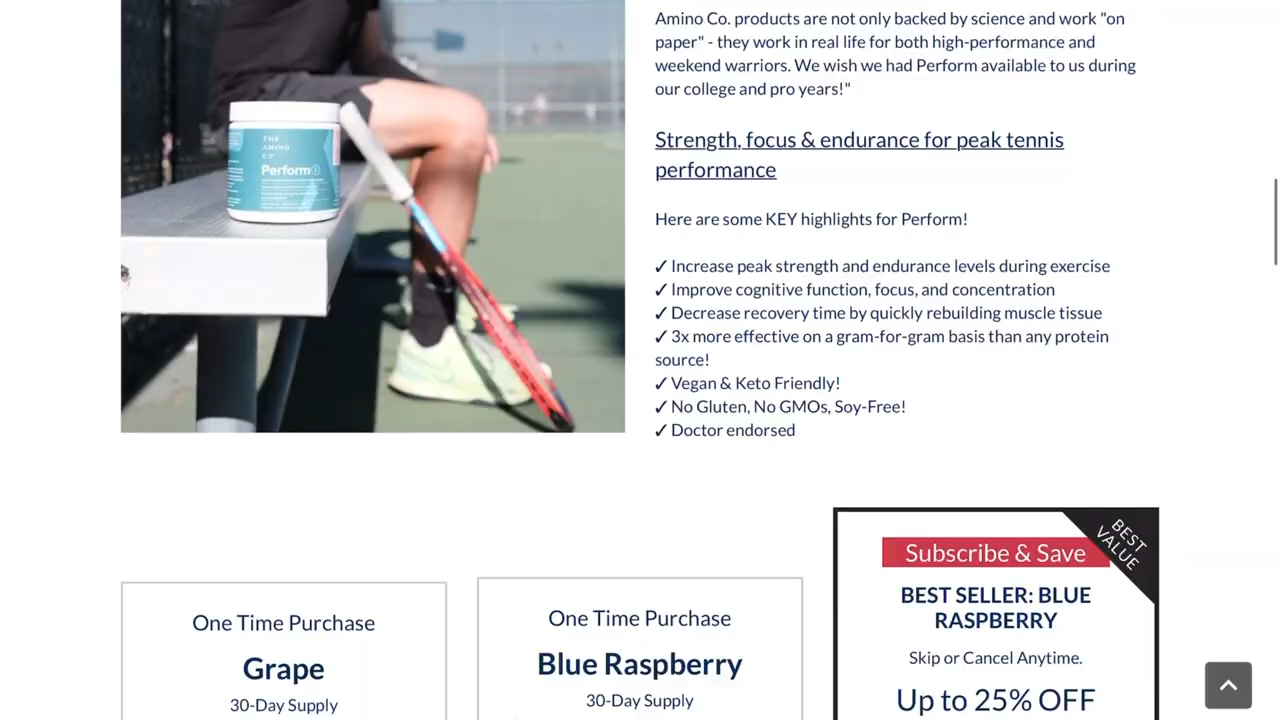 Amino Co. products are not only backed by science and work "on
paper" - they work in real life for both high-performance and
weekend warriors. We wish we had Perform available to us during
our college and pro years!"
THE
AMINO
CO
Perform
Strength, focus & endurance for peak tennis
performance
Here are some KEY highlights for Perform!
✓ Increase peak strength and endurance levels during exercise
✓ Improve cognitive function, focus, and concentration
✓ Decrease recovery time by quickly rebuilding muscle tissue
✓ 3x more effective on a gram-for-gram basis than any protein
source!
✓ Vegan & Keto Friendly!
✓ No Gluten, No GMOs, Soy-Free!
✓ Doctor endorsed
One Time Purchase
Grape
30-Day Supply
One Time Purchase
Blue Raspberry
30-Day Supply
BEST
VALUE
Subscribe & Save
BEST SELLER: BLUE
RASPBERRY
Skip or Cancel Anytime.
Up to 25% OFF